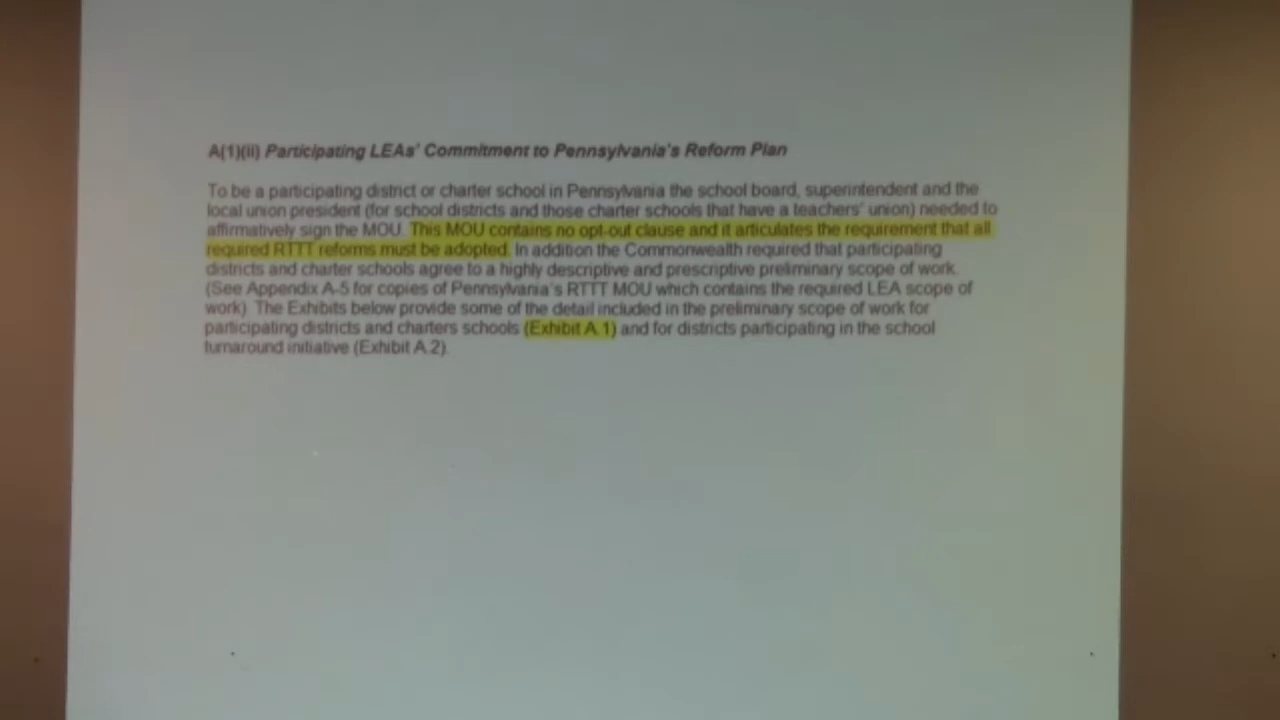 A(1)(ii) Participating LEAs' Commitment to Pennsylvania's Reform Plan
To be a participating district or charter school in Pennsylvania the school board, superintendent and the
local union president (for school districts and those charter schools that have a teachers' union) needed to
affirmatively sign the MOU. This MOU contains no opt-out clause and it articulates the requirement that all
required RTTT reforms must be adopted. In addition the Commonwealth required that participating
districts and charter schools agree to a highly descriptive and prescriptive preliminary scope of work.
(See Appendix A-5 for copies of Pennsylvania's RTTT MOU which contains the required LEA scope of
work). The Exhibits below provide some of the detail included in the preliminary scope of work for
participating districts and charters schools (Exhibit A.1) and for districts participating in the school
turnaround initiative (Exhibit A.2).